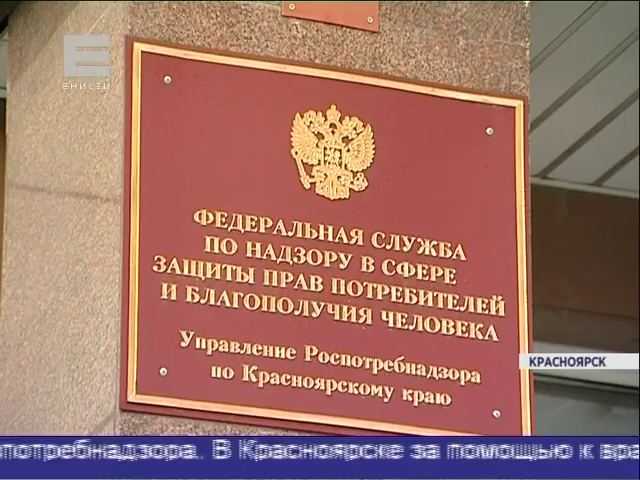 ЕНИСЕЙ
ФЕДЕРАЛЬНАЯ СЛУЖБА
ПО НАДЗОРУ В СФЕРЕ
ЗАЩИТЫ ПРАВ ПОТРЕБИТЕЛЕЙ
И БЛАГОПОЛУЧИЯ ЧЕЛОВЕКА
Управление Роспотребнадзора
по Красноярскому краю
КРАСНОЯРСК
потребнадзора. В Красноярске за помощью к вра